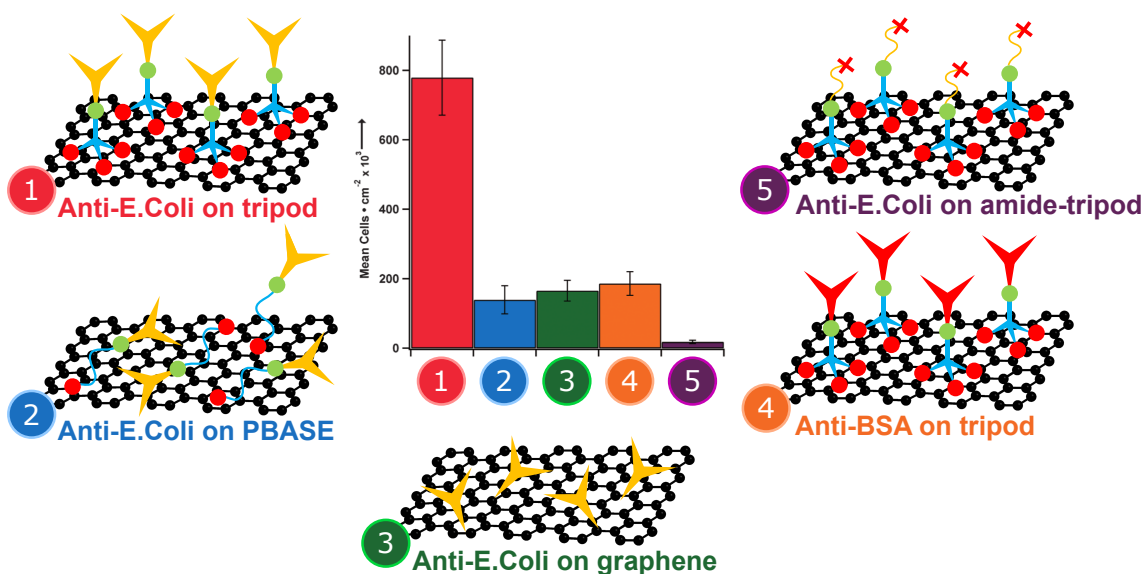 1
Anti-E.Coli on tripod
2
Anti-E.Coli on PBASE
Mean Cells • cm⁻² x 10³ ⟶
800
600
400
200
0
1 2 3 4 5
3
Anti-E.Coli on graphene
5
Anti-E.Coli on amide-tripod
4
Anti-BSA on tripod